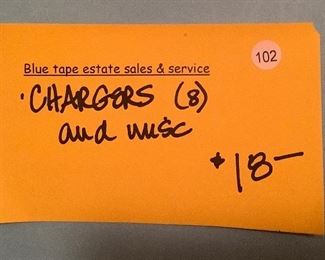 102
Blue tape estate sales & service
·CHARGERS (8)
and misc
$18—